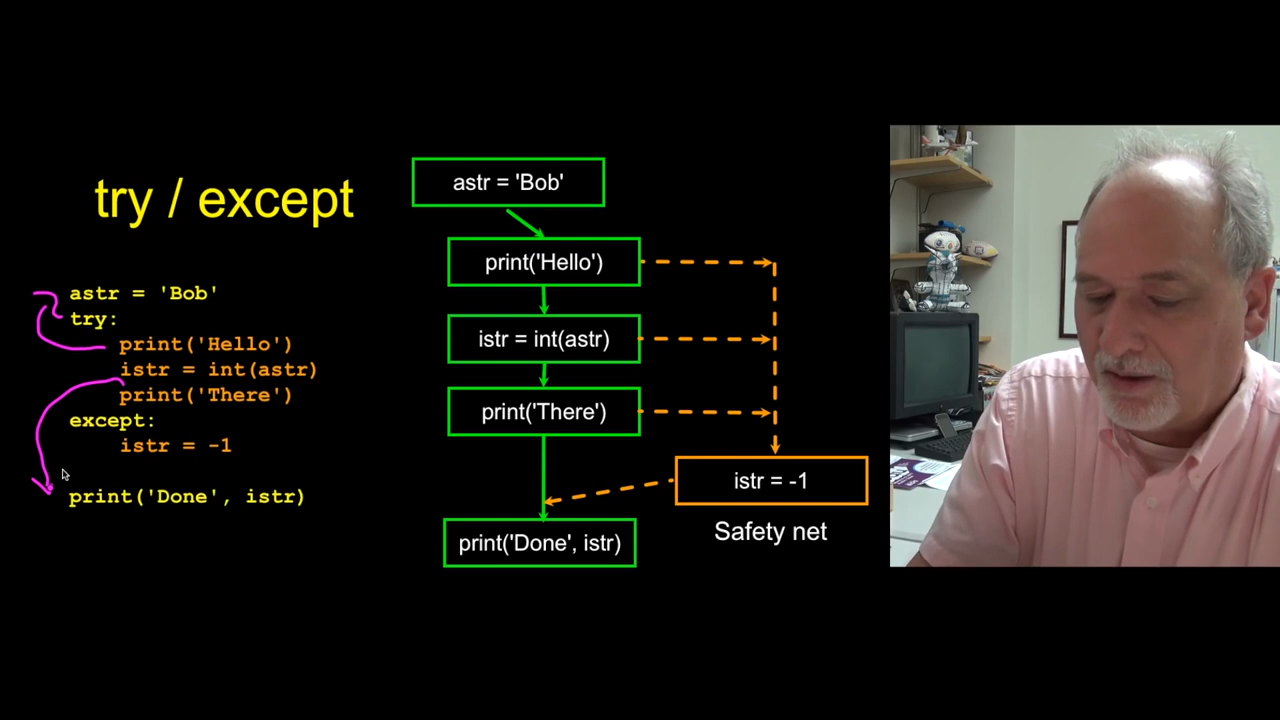 try / except
astr = 'Bob'
try:
    print('Hello')
    istr = int(astr)
    print('There')
except:
    istr = -1
print('Done', istr)
astr = 'Bob'
print('Hello')
istr = int(astr)
print('There')
istr = -1
Safety net
print('Done', istr)